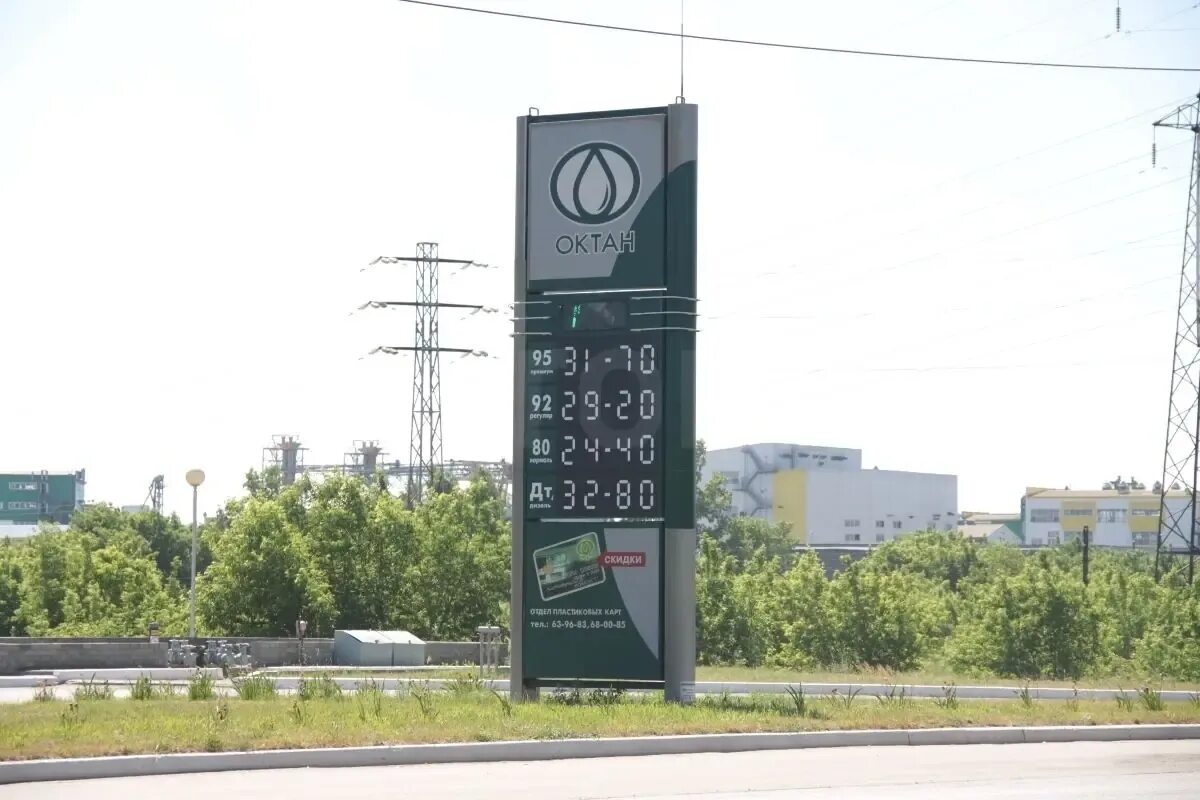 ОКТАН
95 31-70
премиум
92 29-20
регуляр
80 24-40
нормаль
Дт 32-80
дизель
СКИДКИ
ОТДЕЛ ПЛАСТИКОВЫХ КАРТ
тел.: 63-96-83, 68-00-85